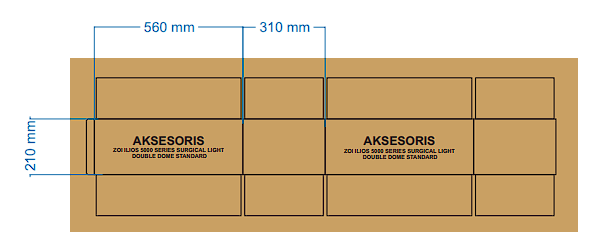 560 mm
310 mm
210 mm
AKSESORIS
ZOI ILIOS 5000 SERIES SURGICAL LIGHT
DOUBLE DOME STANDARD
AKSESORIS
ZOI ILIOS 5000 SERIES SURGICAL LIGHT
DOUBLE DOME STANDARD